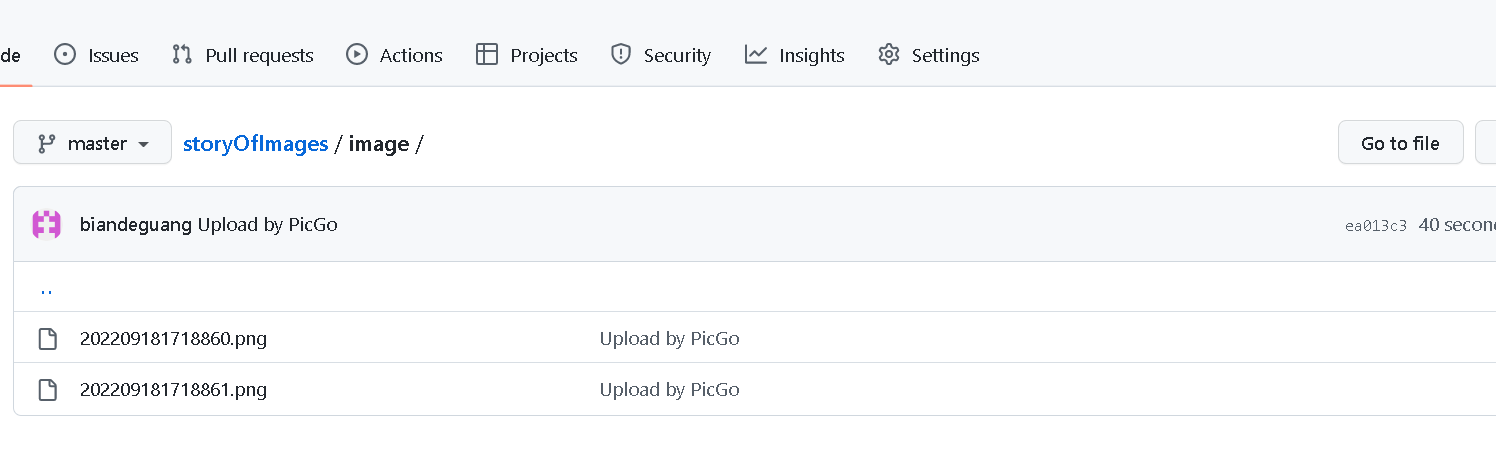 de Issues Pull requests Actions Projects Security Insights Settings
master storyOfImages / image / Go to file
biandeguang Upload by PicGo ea013c3 40 secon
..
202209181718860.png Upload by PicGo
202209181718861.png Upload by PicGo